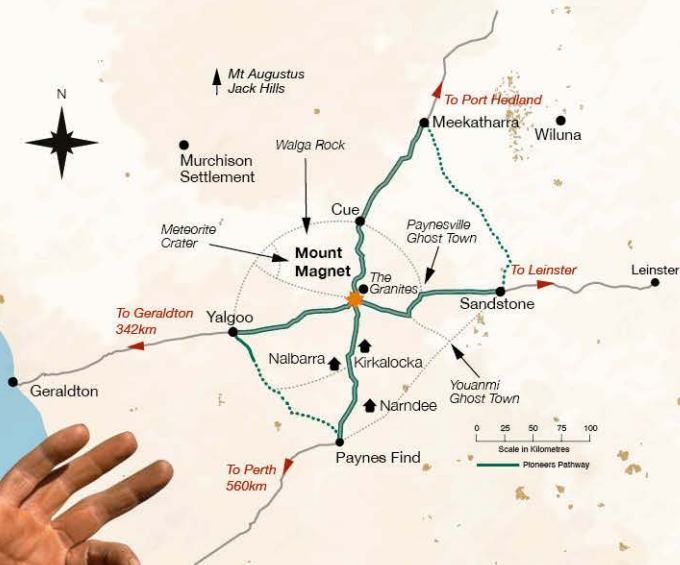 Mt Augustus
Jack Hills
N
To Port Hedland
Meekatharra
Wiluna
Walga Rock
Murchison
Settlement
Cue
Meteorite
Crater
Paynesville
Ghost Town
Mount
Magnet
The
Granites
To Leinster
Leinster
Sandstone
To Geraldton
342km
Yalgoo
Nalbarra
Kirkalocka
Geraldton
Youanmi
Ghost Town
Narndee
0 25 50 75 100
Scale in Kilometres
Pioneers Pathway
Paynes Find
To Perth
560km